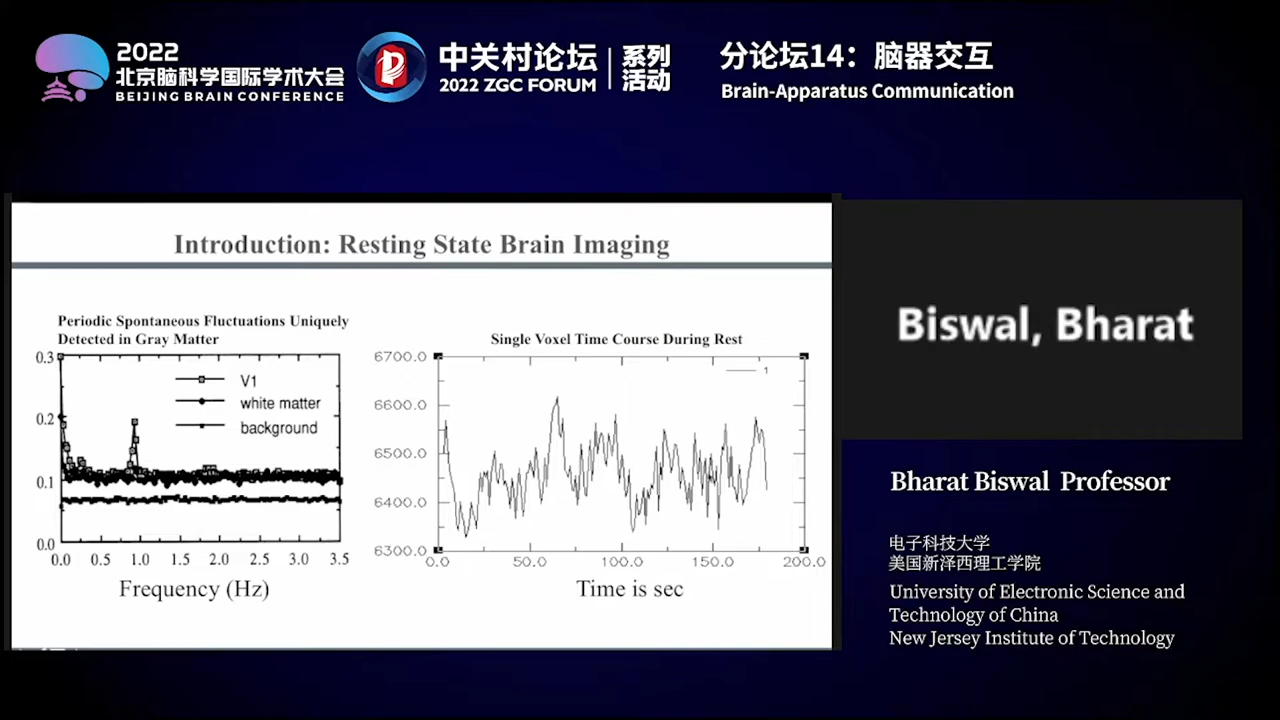 2022
北京脑科学国际学术大会
BEIJING BRAIN CONFERENCE
中关村论坛
2022 ZGC FORUM
系列
活动
分论坛14：脑器交互
Brain-Apparatus Communication
Introduction: Resting State Brain Imaging
Periodic Spontaneous Fluctuations Uniquely
Detected in Gray Matter
0.3
0.2
0.1
0.0
V1
white matter
background
0.0 0.5 1.0 1.5 2.0 2.5 3.0 3.5
Frequency (Hz)
Single Voxel Time Course During Rest
6700.0
6600.0
6500.0
6400.0
6300.0
1
0.0 50.0 100.0 150.0 200.0
Time is sec
Biswal, Bharat
Bharat Biswal Professor
电子科技大学
美国新泽西理工学院
University of Electronic Science and
Technology of China
New Jersey Institute of Technology